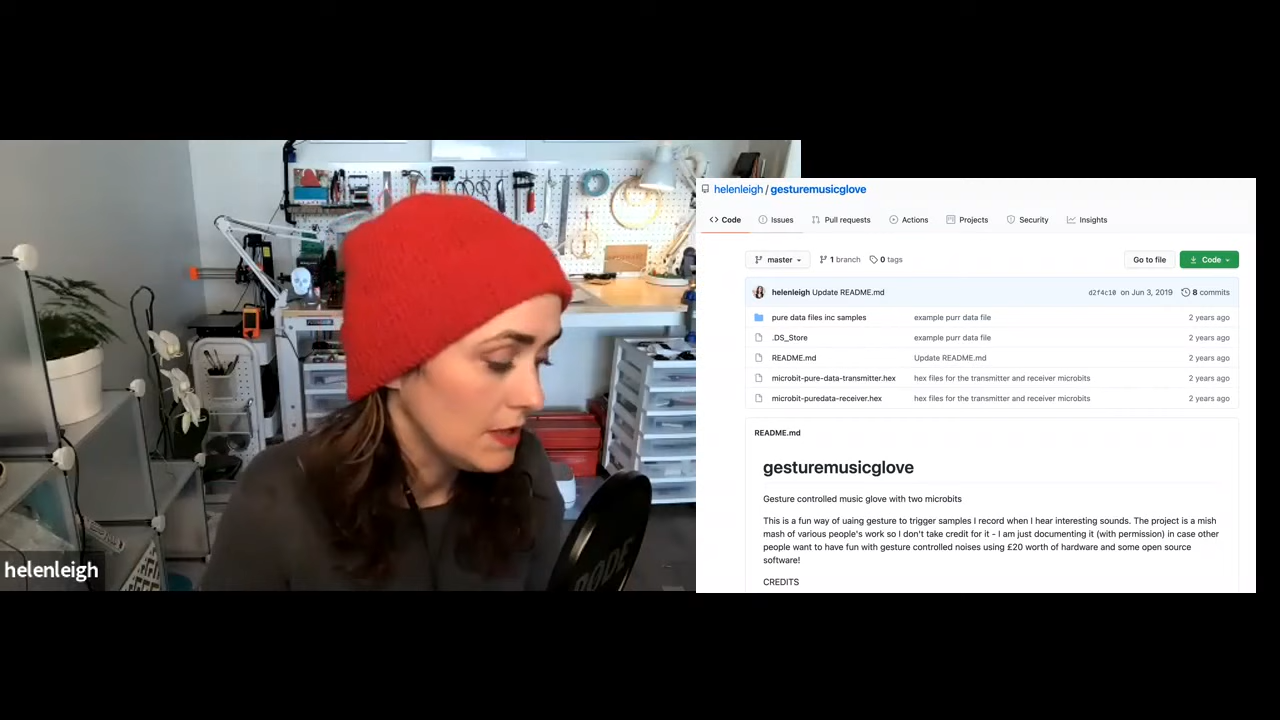 helenleigh
RODE
helenleigh / gesturemusicglove
Code Issues Pull requests Actions Projects Security Insights
master 1 branch 0 tags Go to file Code
helenleigh Update README.md d2f4c10 on Jun 3, 2019 8 commits
pure data files inc samples example purr data file 2 years ago
.DS_Store example purr data file 2 years ago
README.md Update README.md 2 years ago
microbit-pure-data-transmitter.hex hex files for the transmitter and receiver microbits 2 years ago
microbit-puredata-receiver.hex hex files for the transmitter and receiver microbits 2 years ago
README.md
gesturemusicglove
Gesture controlled music glove with two microbits
This is a fun way of uaing gesture to trigger samples I record when I hear interesting sounds. The project is a mish
mash of various people's work so I don't take credit for it - I am just documenting it (with permission) in case other
people want to have fun with gesture controlled noises using £20 worth of hardware and some open source
software!
CREDITS